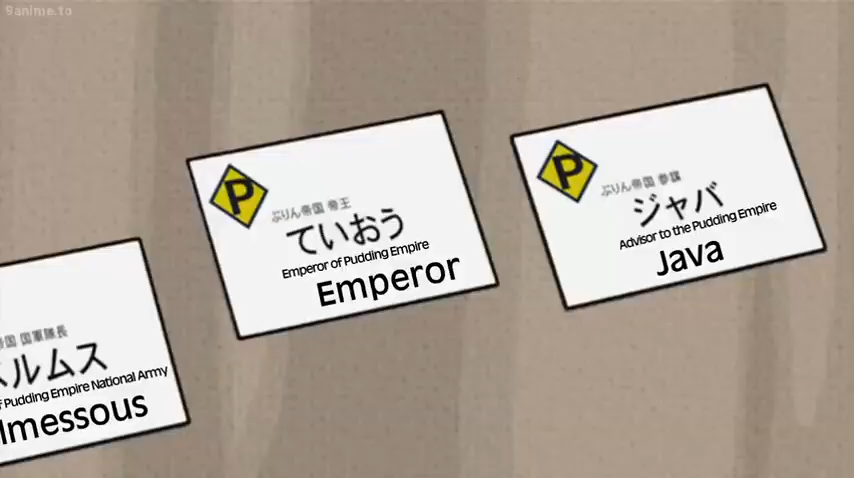 9anime.to
P
ぷりん帝国 帝王
ていおう
Emperor of Pudding Empire
Emperor
P
ぷりん帝国 参謀
ジャバ
Advisor to the Pudding Empire
Java
帝国 国軍隊長
ヘルムス
Pudding Empire National Army
lmessous